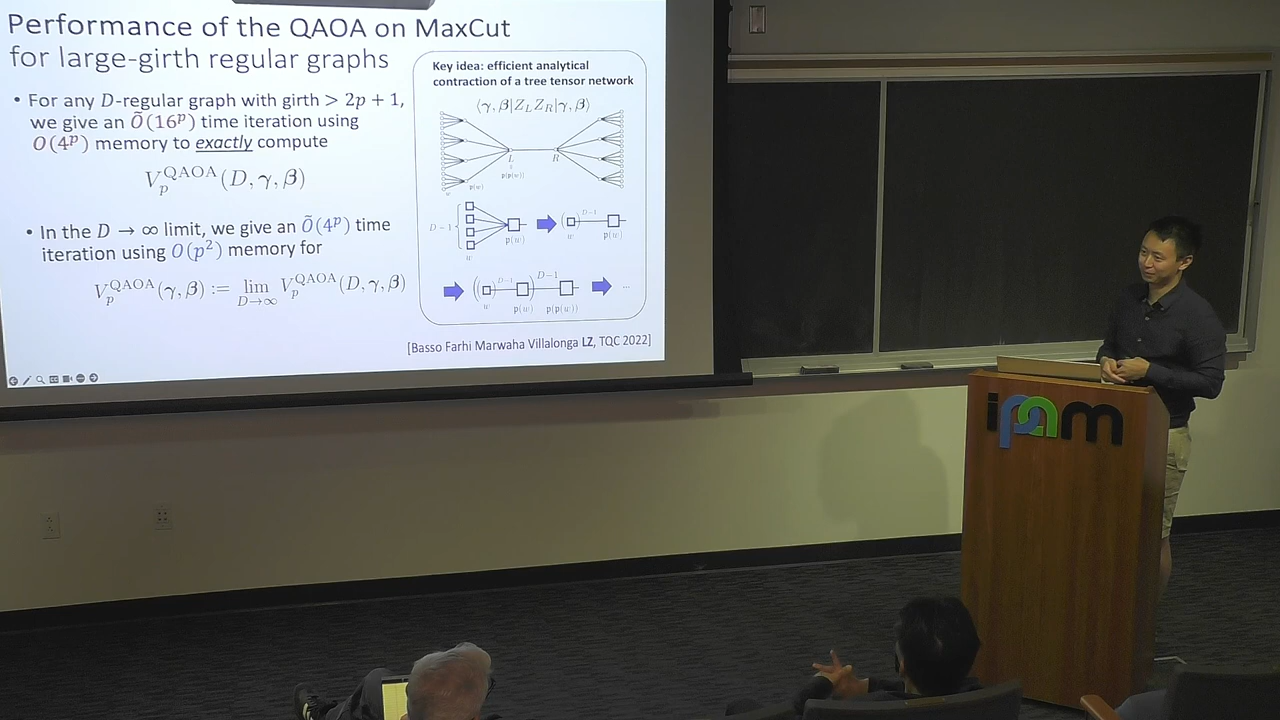 Performance of the QAOA on MaxCut
for large-girth regular graphs
• For any D-regular graph with girth > 2p + 1,
we give an Õ(16^p) time iteration using
O(4^p) memory to exactly compute
V_p^QAOA(D, γ, β)
• In the D → ∞ limit, we give an Õ(4^p) time
iteration using O(p²) memory for
V_p^QAOA(γ, β) := lim_{D→∞} V_p^QAOA(D, γ, β)
Key idea: efficient analytical
contraction of a tree tensor network
⟨γ, β|Z_L Z_R|γ, β⟩
L R
p(p(w))
p(w)
w
D − 1
D−1
p(w) w p(w)
w
D−1 D−1
...
w p(w) p(p(w))
[Basso Farhi Marwaha Villalonga LZ, TQC 2022]
ipam